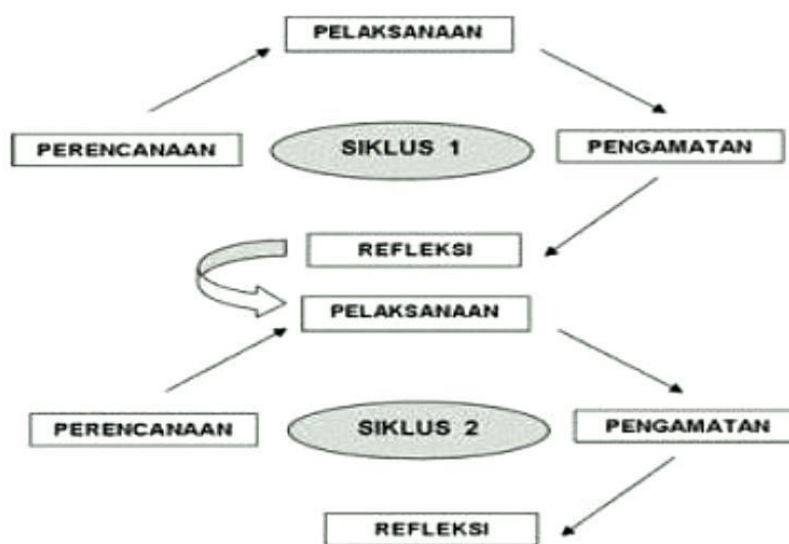 PELAKSANAAN
PERENCANAAN
SIKLUS 1
PENGAMATAN
REFLEKSI
PELAKSANAAN
PERENCANAAN
SIKLUS 2
PENGAMATAN
REFLEKSI